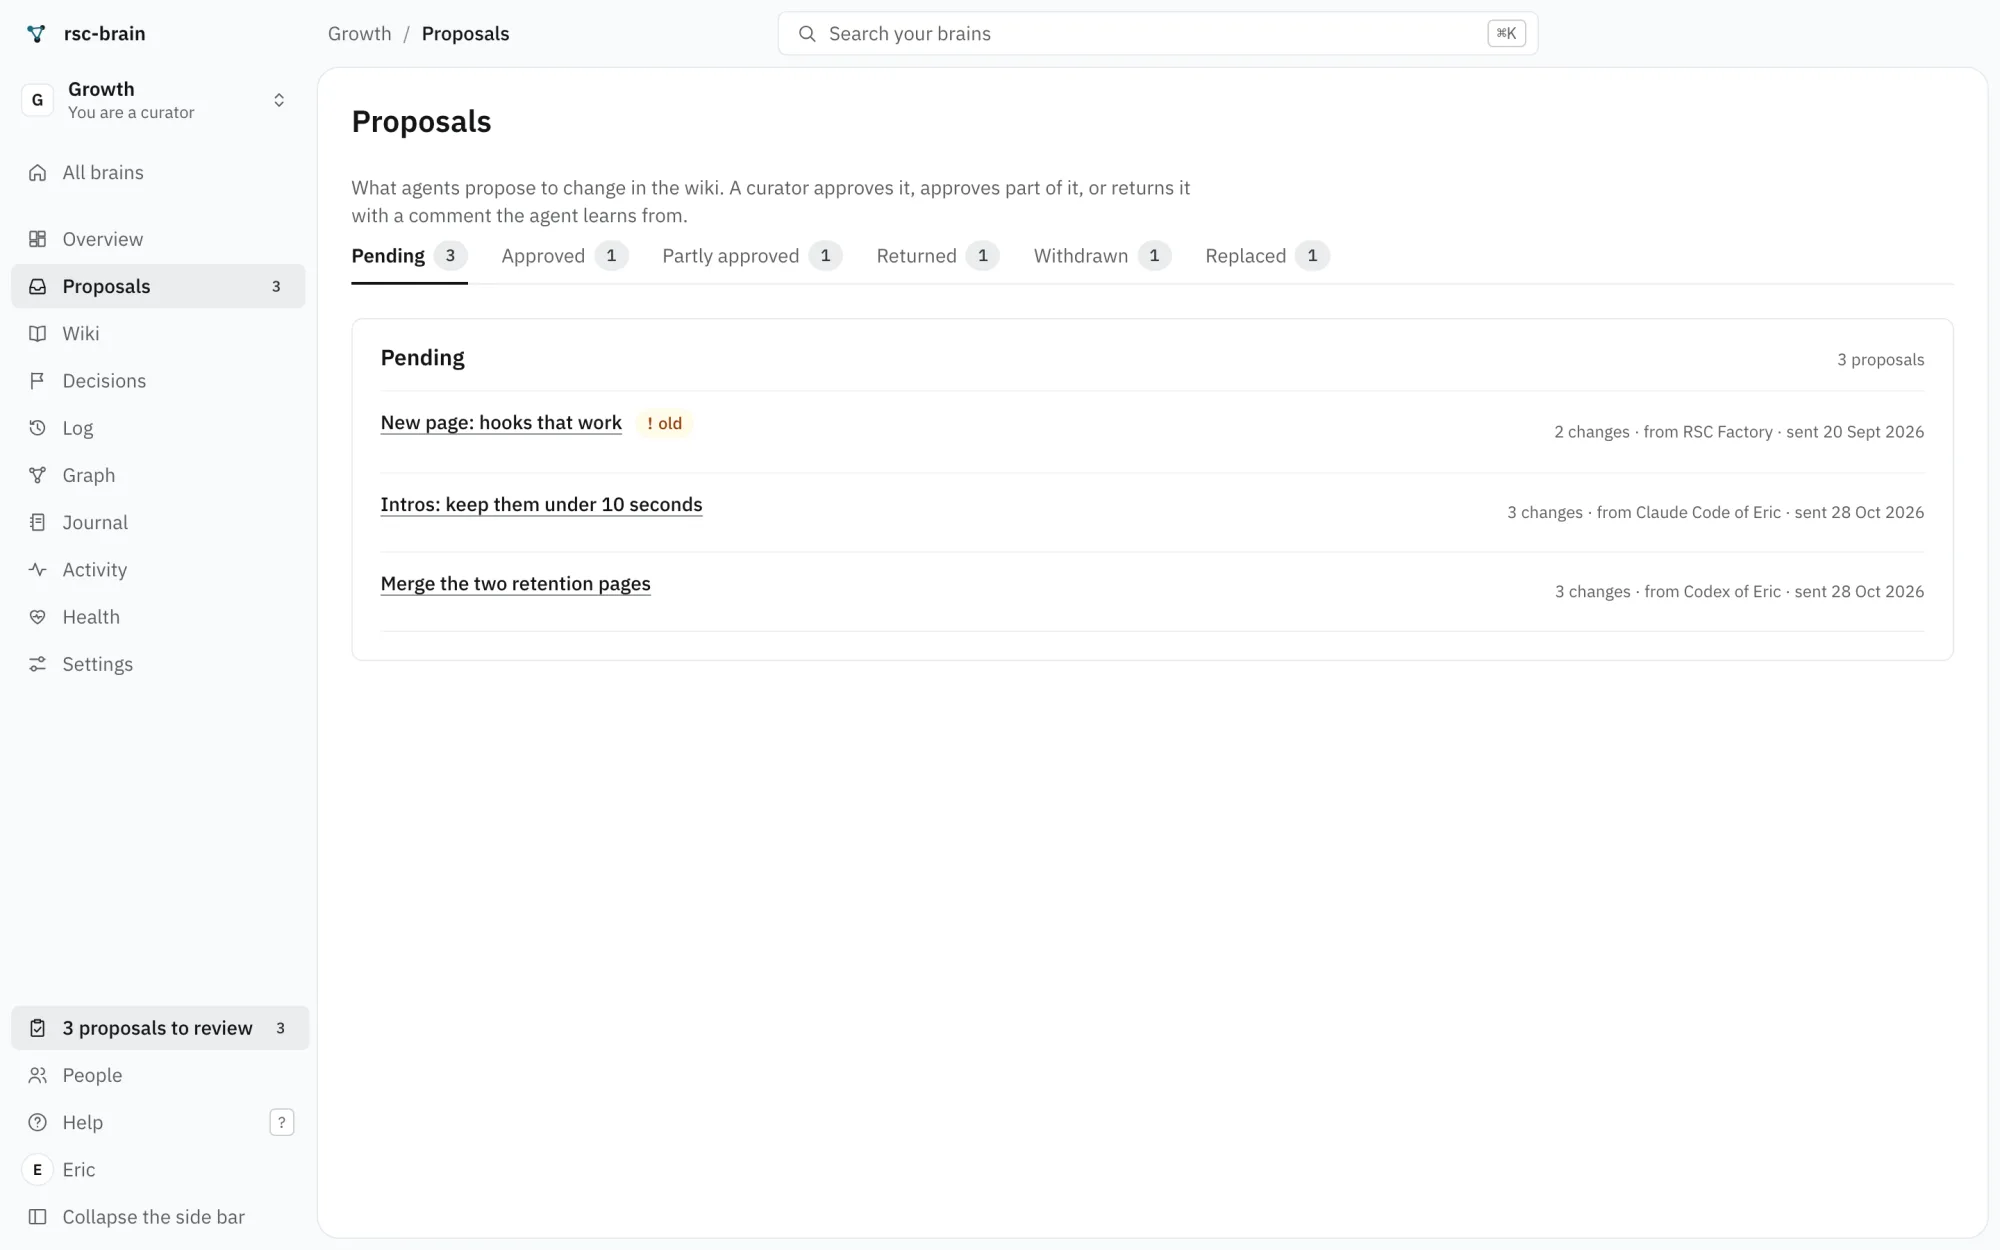 rsc-brain
Growth / Proposals
Search your brains
⌘K
G
Growth
You are a curator
All brains
Overview
Proposals 3
Wiki
Decisions
Log
Graph
Journal
Activity
Health
Settings
3 proposals to review 3
People
Help ?
E Eric
Collapse the side bar
Proposals
What agents propose to change in the wiki. A curator approves it, approves part of it, or returns it
with a comment the agent learns from.
Pending 3 Approved 1 Partly approved 1 Returned 1 Withdrawn 1 Replaced 1
Pending
3 proposals
New page: hooks that work ! old
2 changes · from RSC Factory · sent 20 Sept 2026
Intros: keep them under 10 seconds
3 changes · from Claude Code of Eric · sent 28 Oct 2026
Merge the two retention pages
3 changes · from Codex of Eric · sent 28 Oct 2026